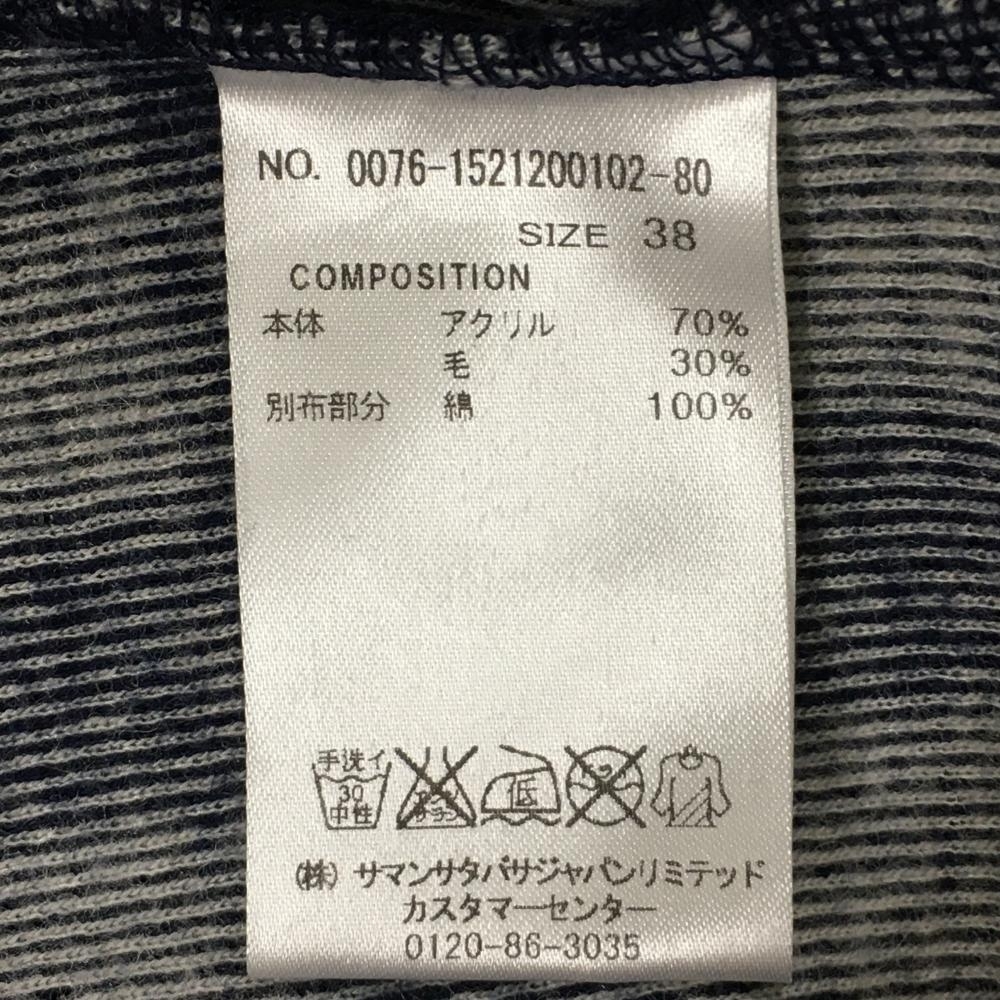 NO. 0076-1521200102-80
SIZE 38
COMPOSITION
本体 アクリル 70%
毛 30%
別布部分 綿 100%
手洗イ
30
中性
低
(株) サマンサタバサジャパンリミテッド
カスタマーセンター
0120-86-3035